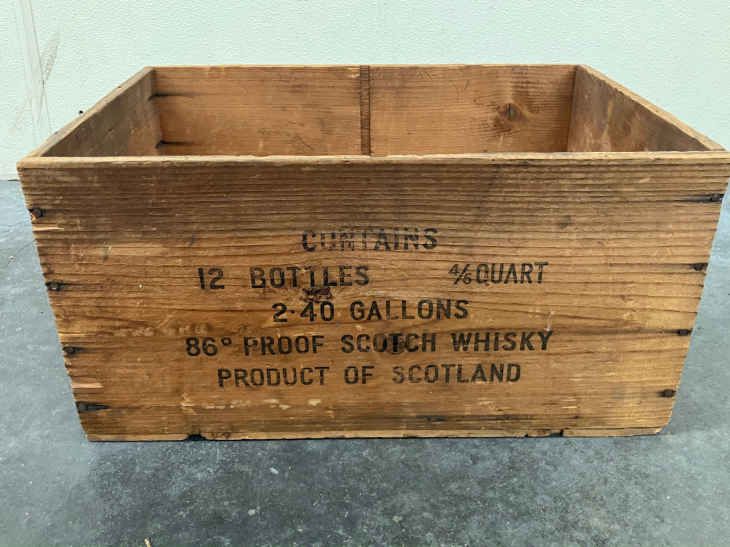 CONTAINS
12 BOTTLES 4/5 QUART
2·40 GALLONS
86° PROOF SCOTCH WHISKY
PRODUCT OF SCOTLAND